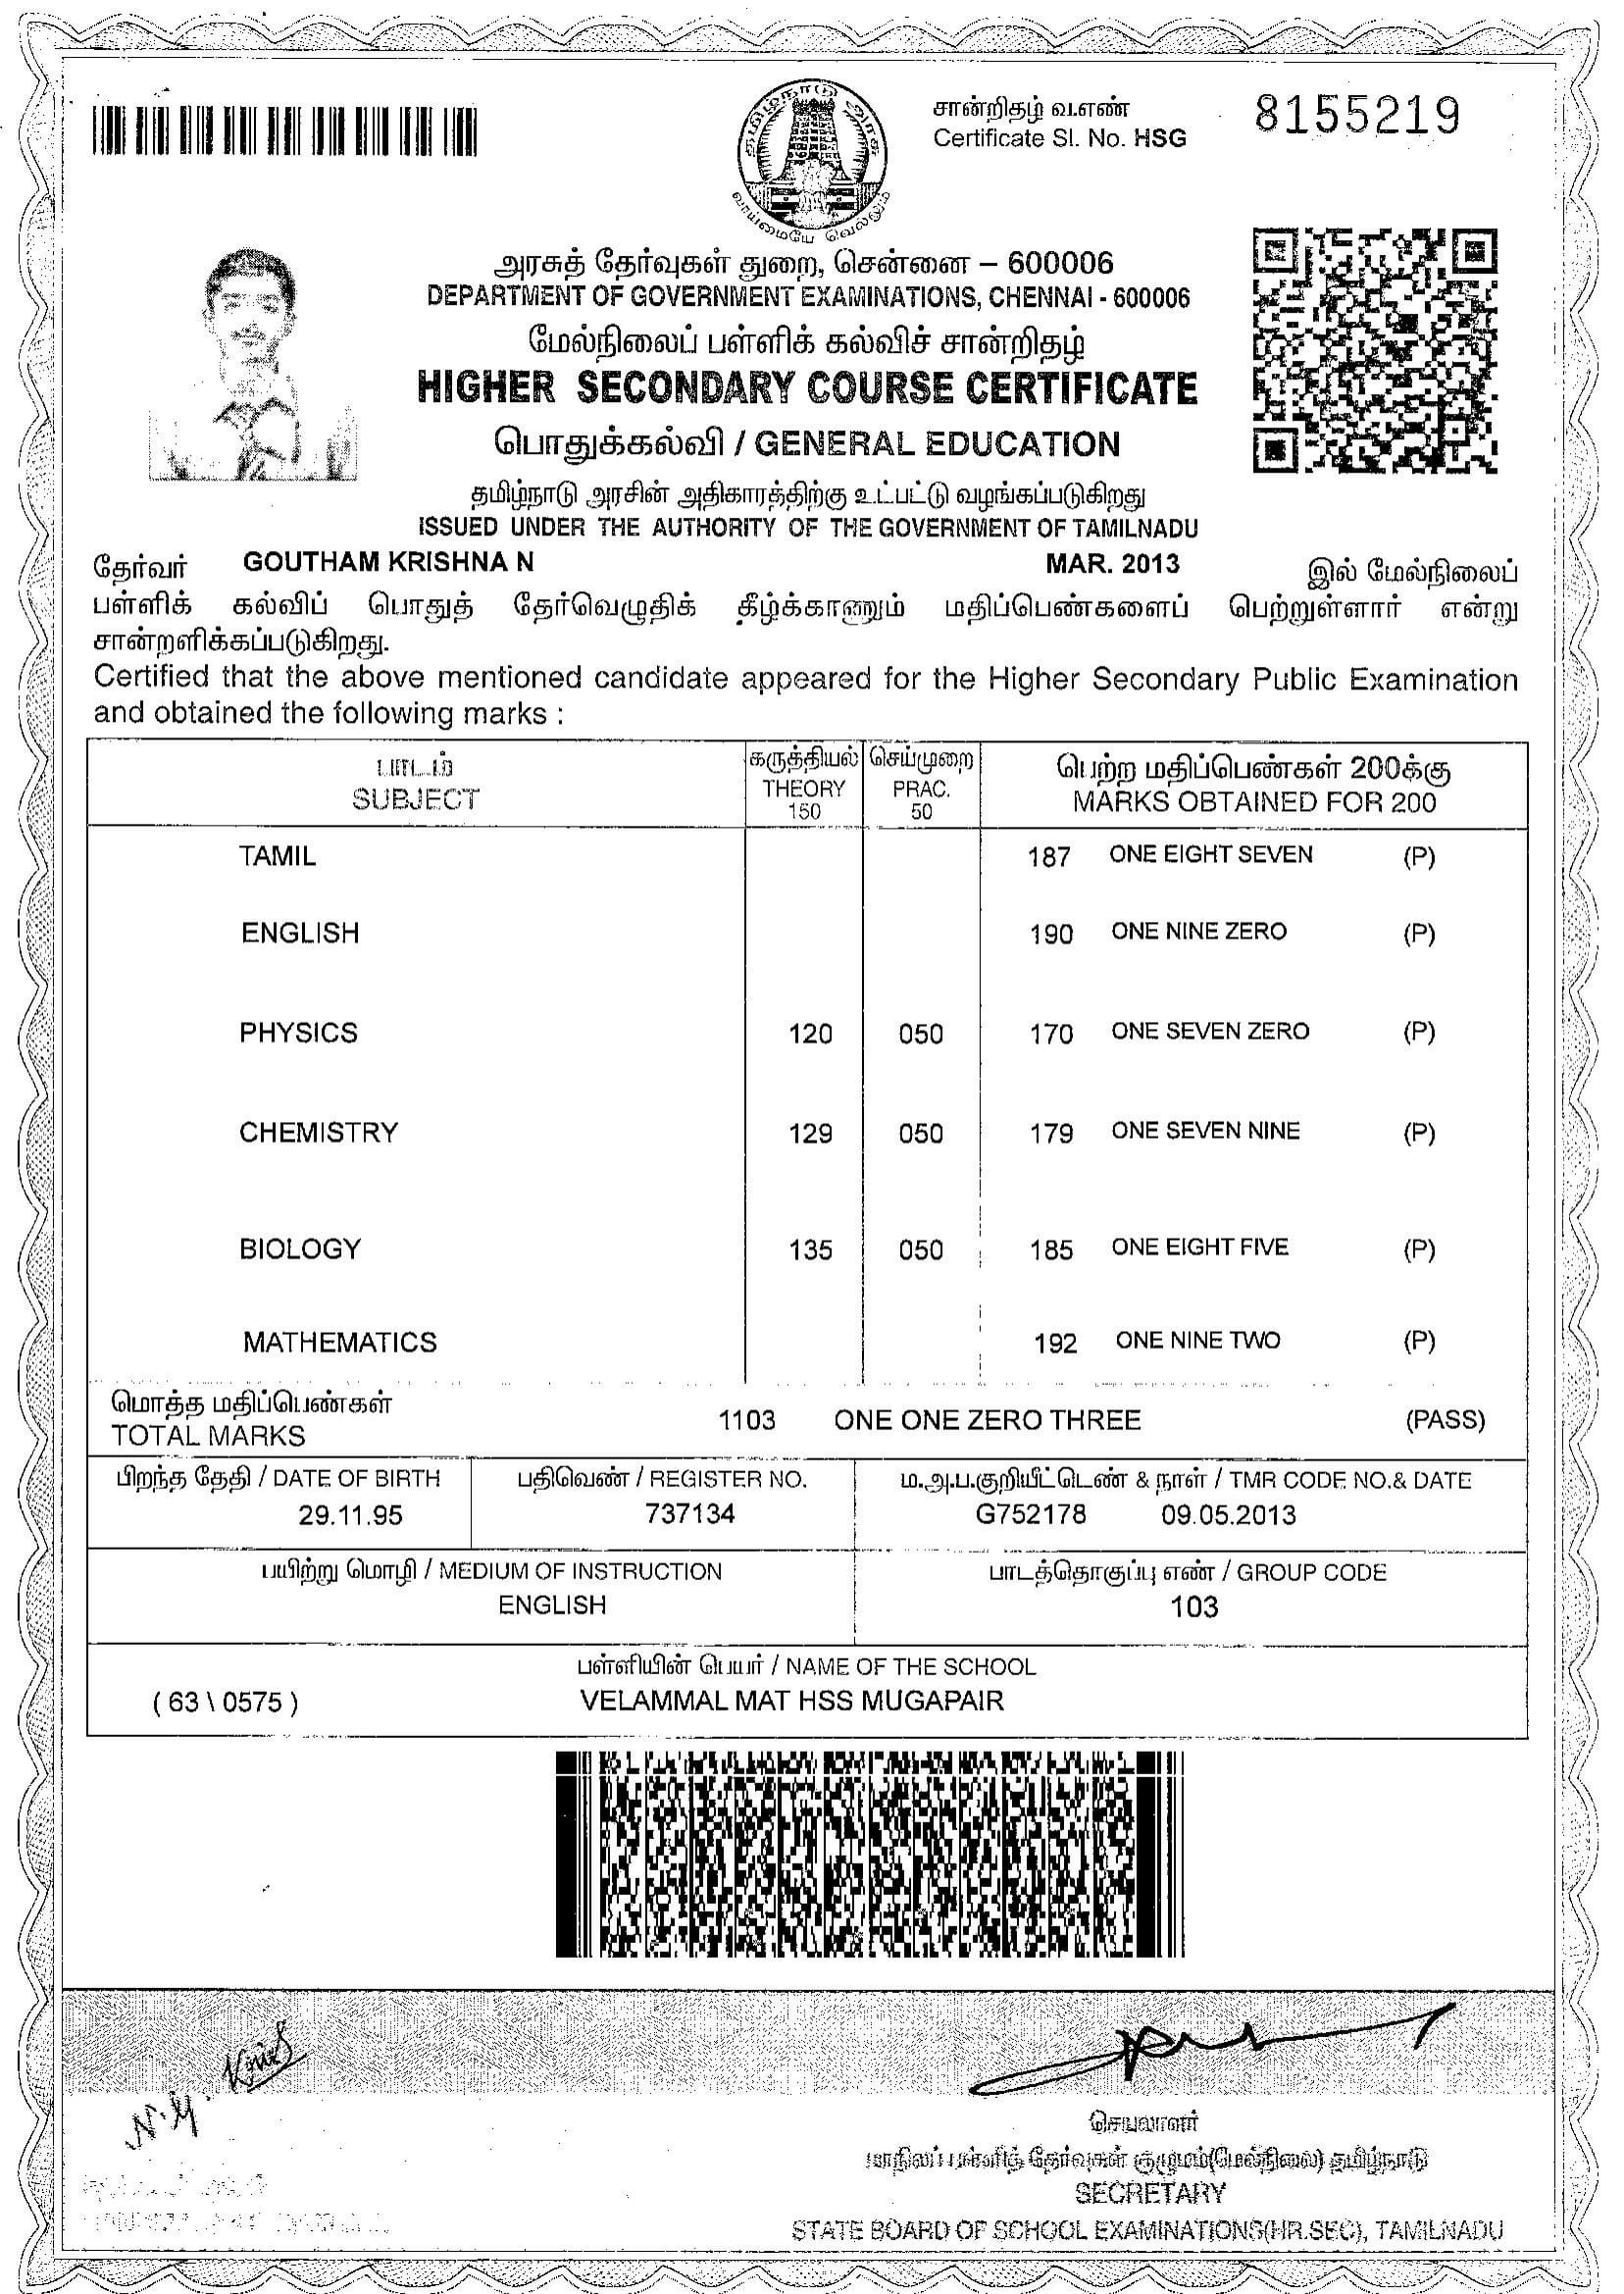 சான்றிதழ் வ.எண்
Certificate Sl. No. HSG 8155219
தமிழ்நாடு அரசு
வாய்மையே வெல்லும்
அரசுத் தேர்வுகள் துறை, சென்னை – 600006
DEPARTMENT OF GOVERNMENT EXAMINATIONS, CHENNAI - 600006
மேல்நிலைப் பள்ளிக் கல்விச் சான்றிதழ்
HIGHER SECONDARY COURSE CERTIFICATE
பொதுக்கல்வி / GENERAL EDUCATION
தமிழ்நாடு அரசின் அதிகாரத்திற்கு உட்பட்டு வழங்கப்படுகிறது
ISSUED UNDER THE AUTHORITY OF THE GOVERNMENT OF TAMILNADU
தேர்வர் GOUTHAM KRISHNA N MAR. 2013 இல் மேல்நிலைப்
பள்ளிக் கல்விப் பொதுத் தேர்வெழுதிக் கீழ்க்காணும் மதிப்பெண்களைப் பெற்றுள்ளார் என்று
சான்றளிக்கப்படுகிறது.
Certified that the above mentioned candidate appeared for the Higher Secondary Public Examination
and obtained the following marks :
பாடம் கருத்தியல் செய்முறை பெற்ற மதிப்பெண்கள் 200க்கு
SUBJECT THEORY PRAC. MARKS OBTAINED FOR 200
150 50
TAMIL 187 ONE EIGHT SEVEN (P)
ENGLISH 190 ONE NINE ZERO (P)
PHYSICS 120 050 170 ONE SEVEN ZERO (P)
CHEMISTRY 129 050 179 ONE SEVEN NINE (P)
BIOLOGY 135 050 185 ONE EIGHT FIVE (P)
MATHEMATICS 192 ONE NINE TWO (P)
மொத்த மதிப்பெண்கள்
TOTAL MARKS 1103 ONE ONE ZERO THREE (PASS)
பிறந்த தேதி / DATE OF BIRTH பதிவெண் / REGISTER NO. ம.அ.ப.குறியீட்டெண் & நாள் / TMR CODE NO.& DATE
29.11.95 737134 G752178 09.05.2013
பயிற்று மொழி / MEDIUM OF INSTRUCTION பாடத்தொகுப்பு எண் / GROUP CODE
ENGLISH 103
பள்ளியின் பெயர் / NAME OF THE SCHOOL
( 63 \ 0575 ) VELAMMAL MAT HSS MUGAPAIR
செயலாளர்
மாநிலப் பள்ளித் தேர்வுகள் குழுமம்(மேல்நிலை) தமிழ்நாடு
SECRETARY
STATE BOARD OF SCHOOL EXAMINATIONS(HR.SEC), TAMILNADU